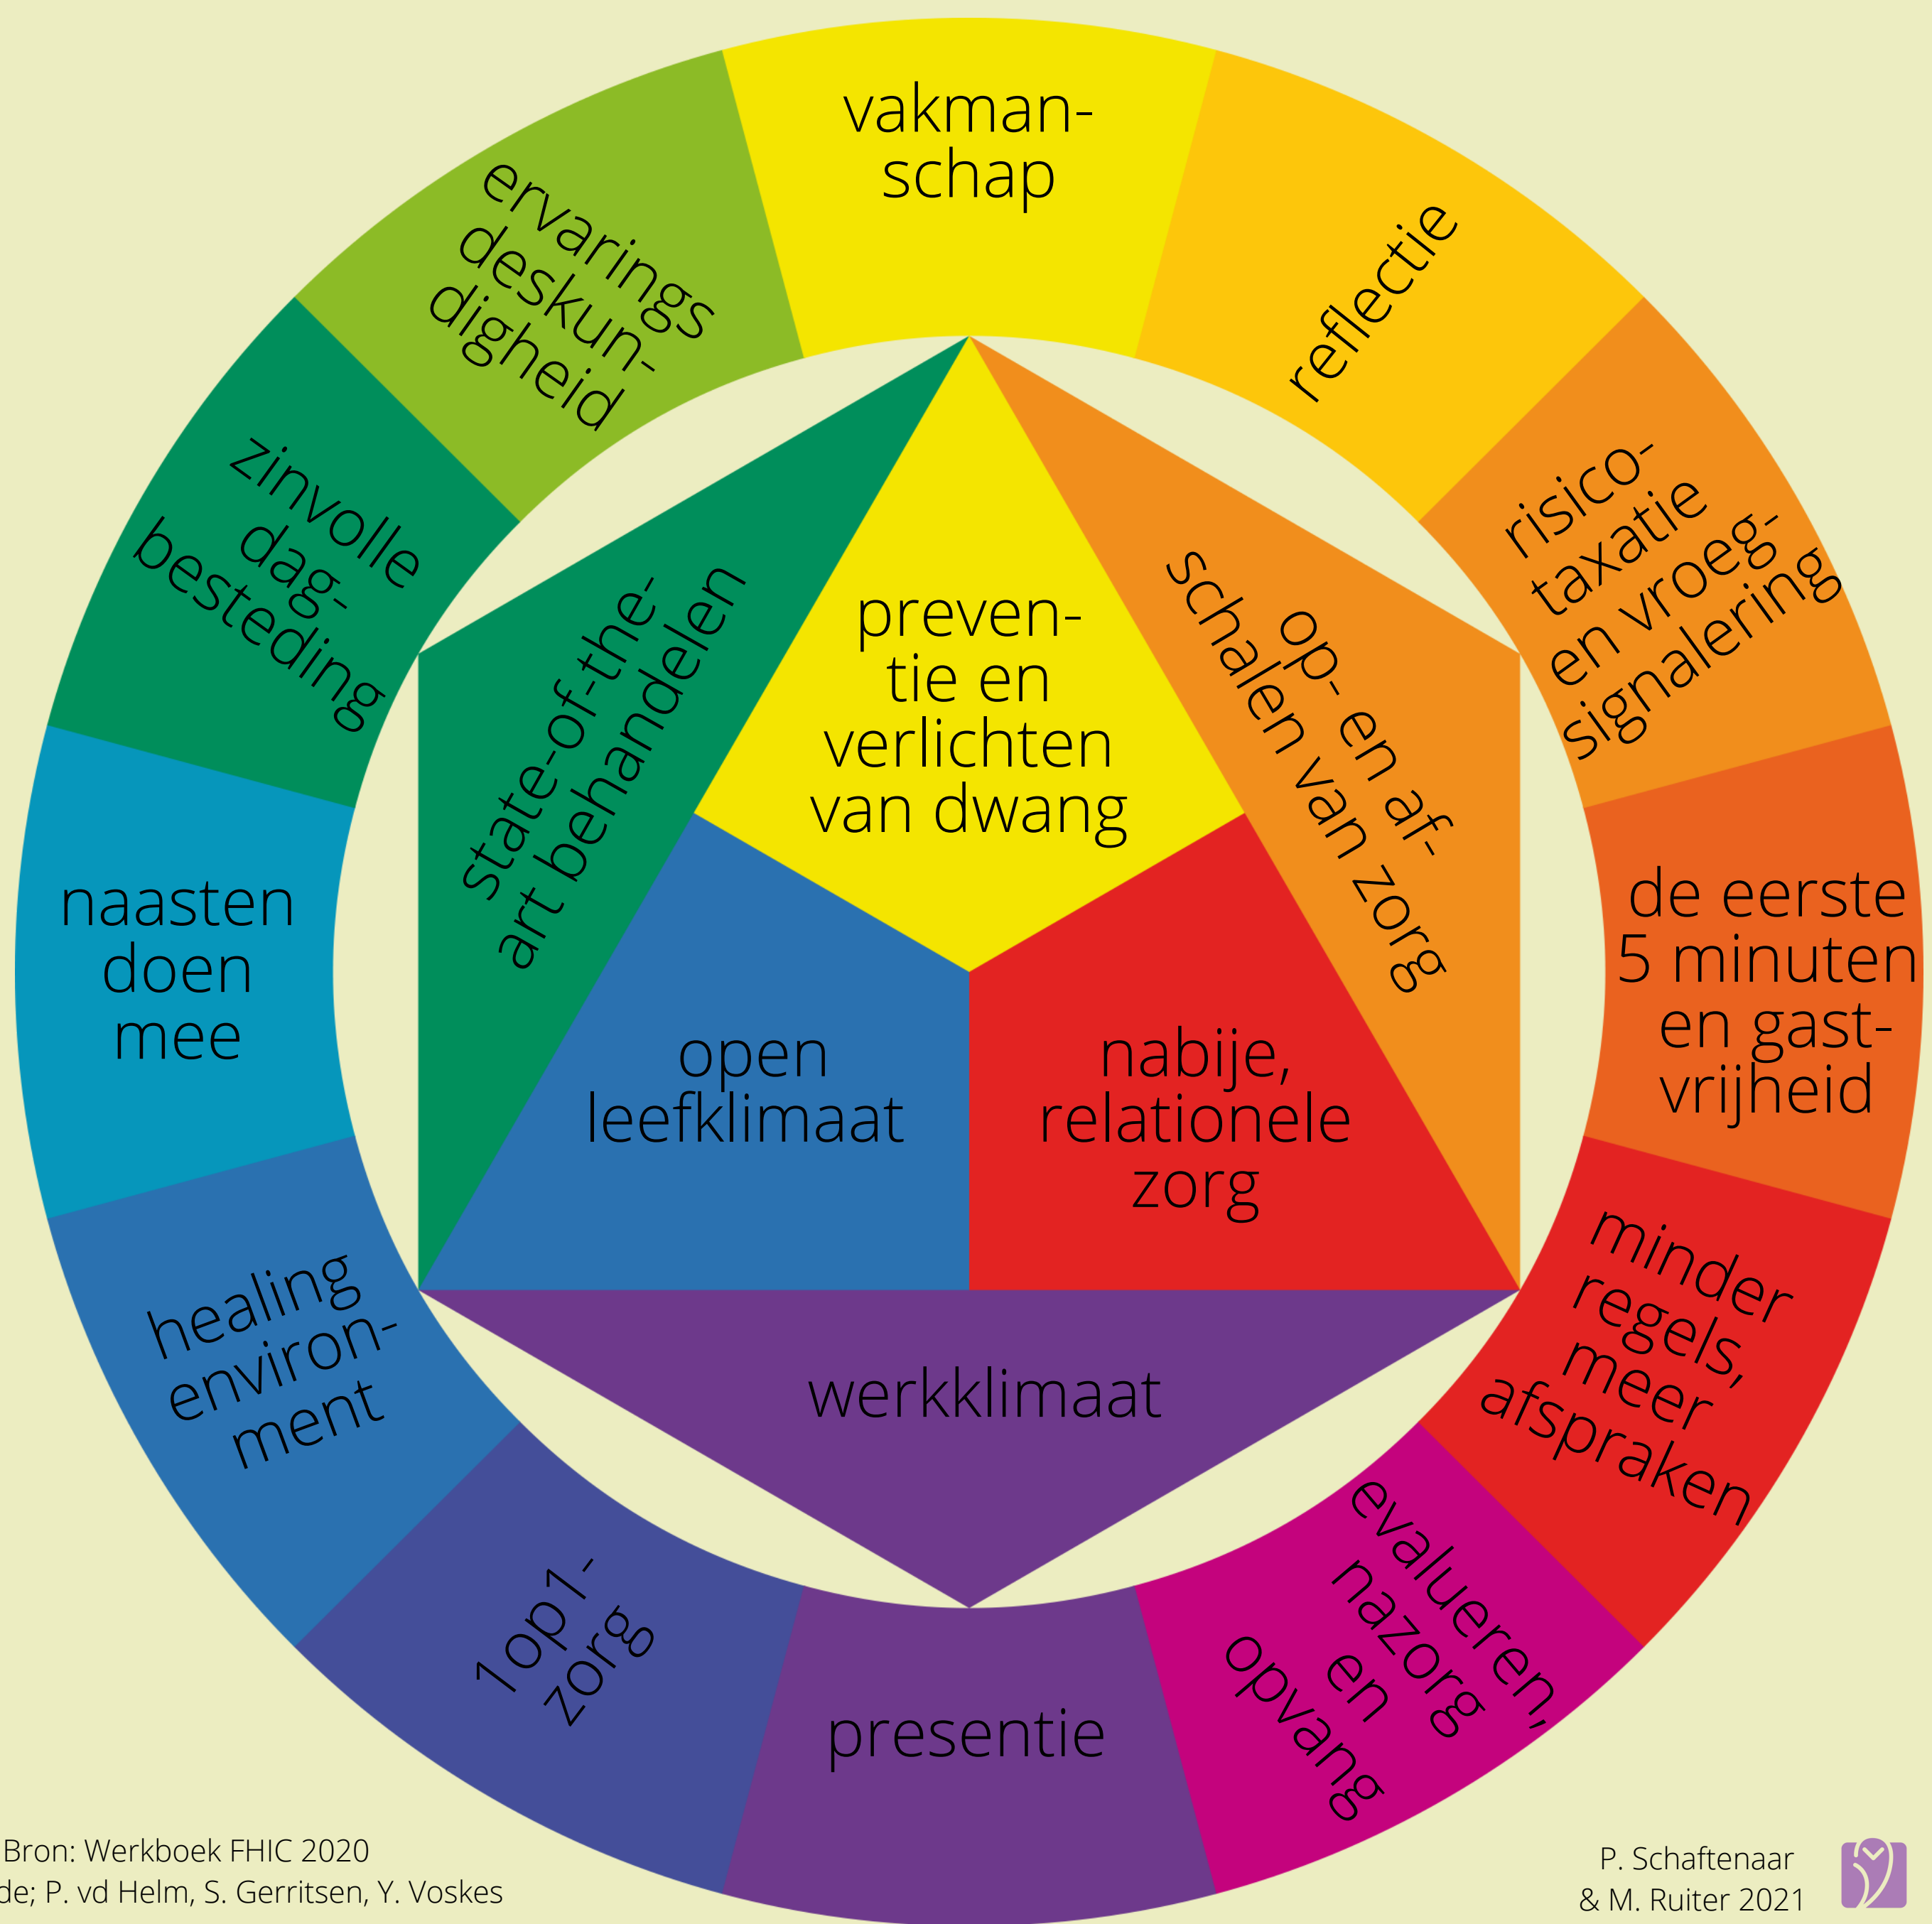 vakman-
schap
reflectie
risico-
taxatie
en vroeg-
signalering
de eerste
5 minuten
en gast-
vrijheid
minder
regels,
meer
afspraken
evalueren,
nazorg
en
opvang
presentie
1op1-
zorg
healing
environ-
ment
naasten
doen
mee
zinvolle
dag-
besteding
ervarings
deskun-
digheid
preven-
tie en
verlichten
van dwang
op- en af-
schalen van zorg
nabije,
relationele
zorg
werkklimaat
open
leefklimaat
state-of-the-
art behandelen
Bron: Werkboek FHIC 2020
de; P. vd Helm, S. Gerritsen, Y. Voskes
P. Schaftenaar
& M. Ruiter 2021